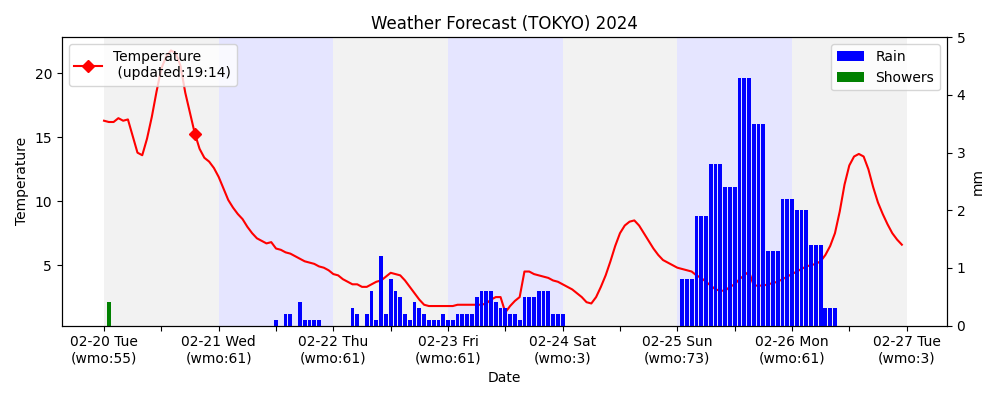 Weather Forecast (TOKYO) 2024
Temperature
(updated:19:14)
Rain
Showers
Temperature
20
15
10
5
mm
5
4
3
2
1
0
02-20 Tue
(wmo:55)
02-21 Wed
(wmo:61)
02-22 Thu
(wmo:61)
02-23 Fri
(wmo:61)
02-24 Sat
(wmo:3)
02-25 Sun
(wmo:73)
02-26 Mon
(wmo:61)
02-27 Tue
(wmo:3)
Date